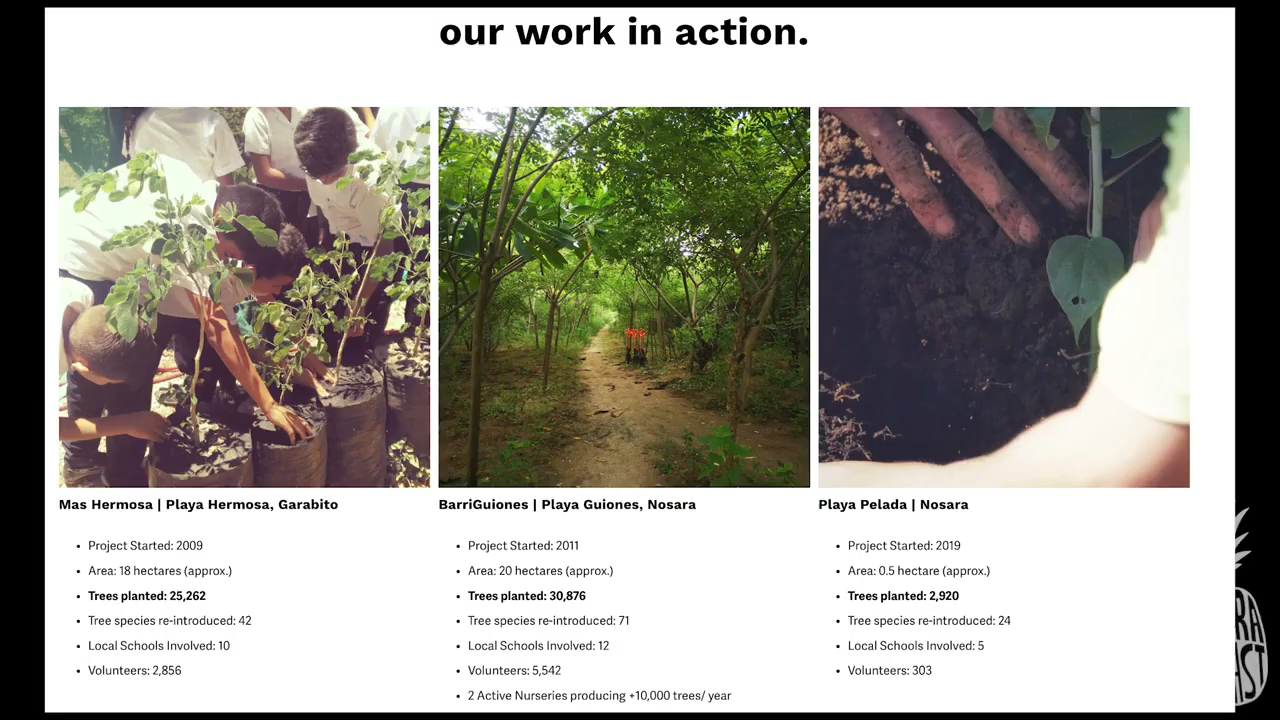 our work in action.
Mas Hermosa | Playa Hermosa, Garabito
• Project Started: 2009
• Area: 18 hectares (approx.)
• Trees planted: 25,262
• Tree species re-introduced: 42
• Local Schools Involved: 10
• Volunteers: 2,856
BarriGuiones | Playa Guiones, Nosara
• Project Started: 2011
• Area: 20 hectares (approx.)
• Trees planted: 30,876
• Tree species re-introduced: 71
• Local Schools Involved: 12
• Volunteers: 5,542
• 2 Active Nurseries producing +10,000 trees/ year
Playa Pelada | Nosara
• Project Started: 2019
• Area: 0.5 hectare (approx.)
• Trees planted: 2,920
• Tree species re-introduced: 24
• Local Schools Involved: 5
• Volunteers: 303